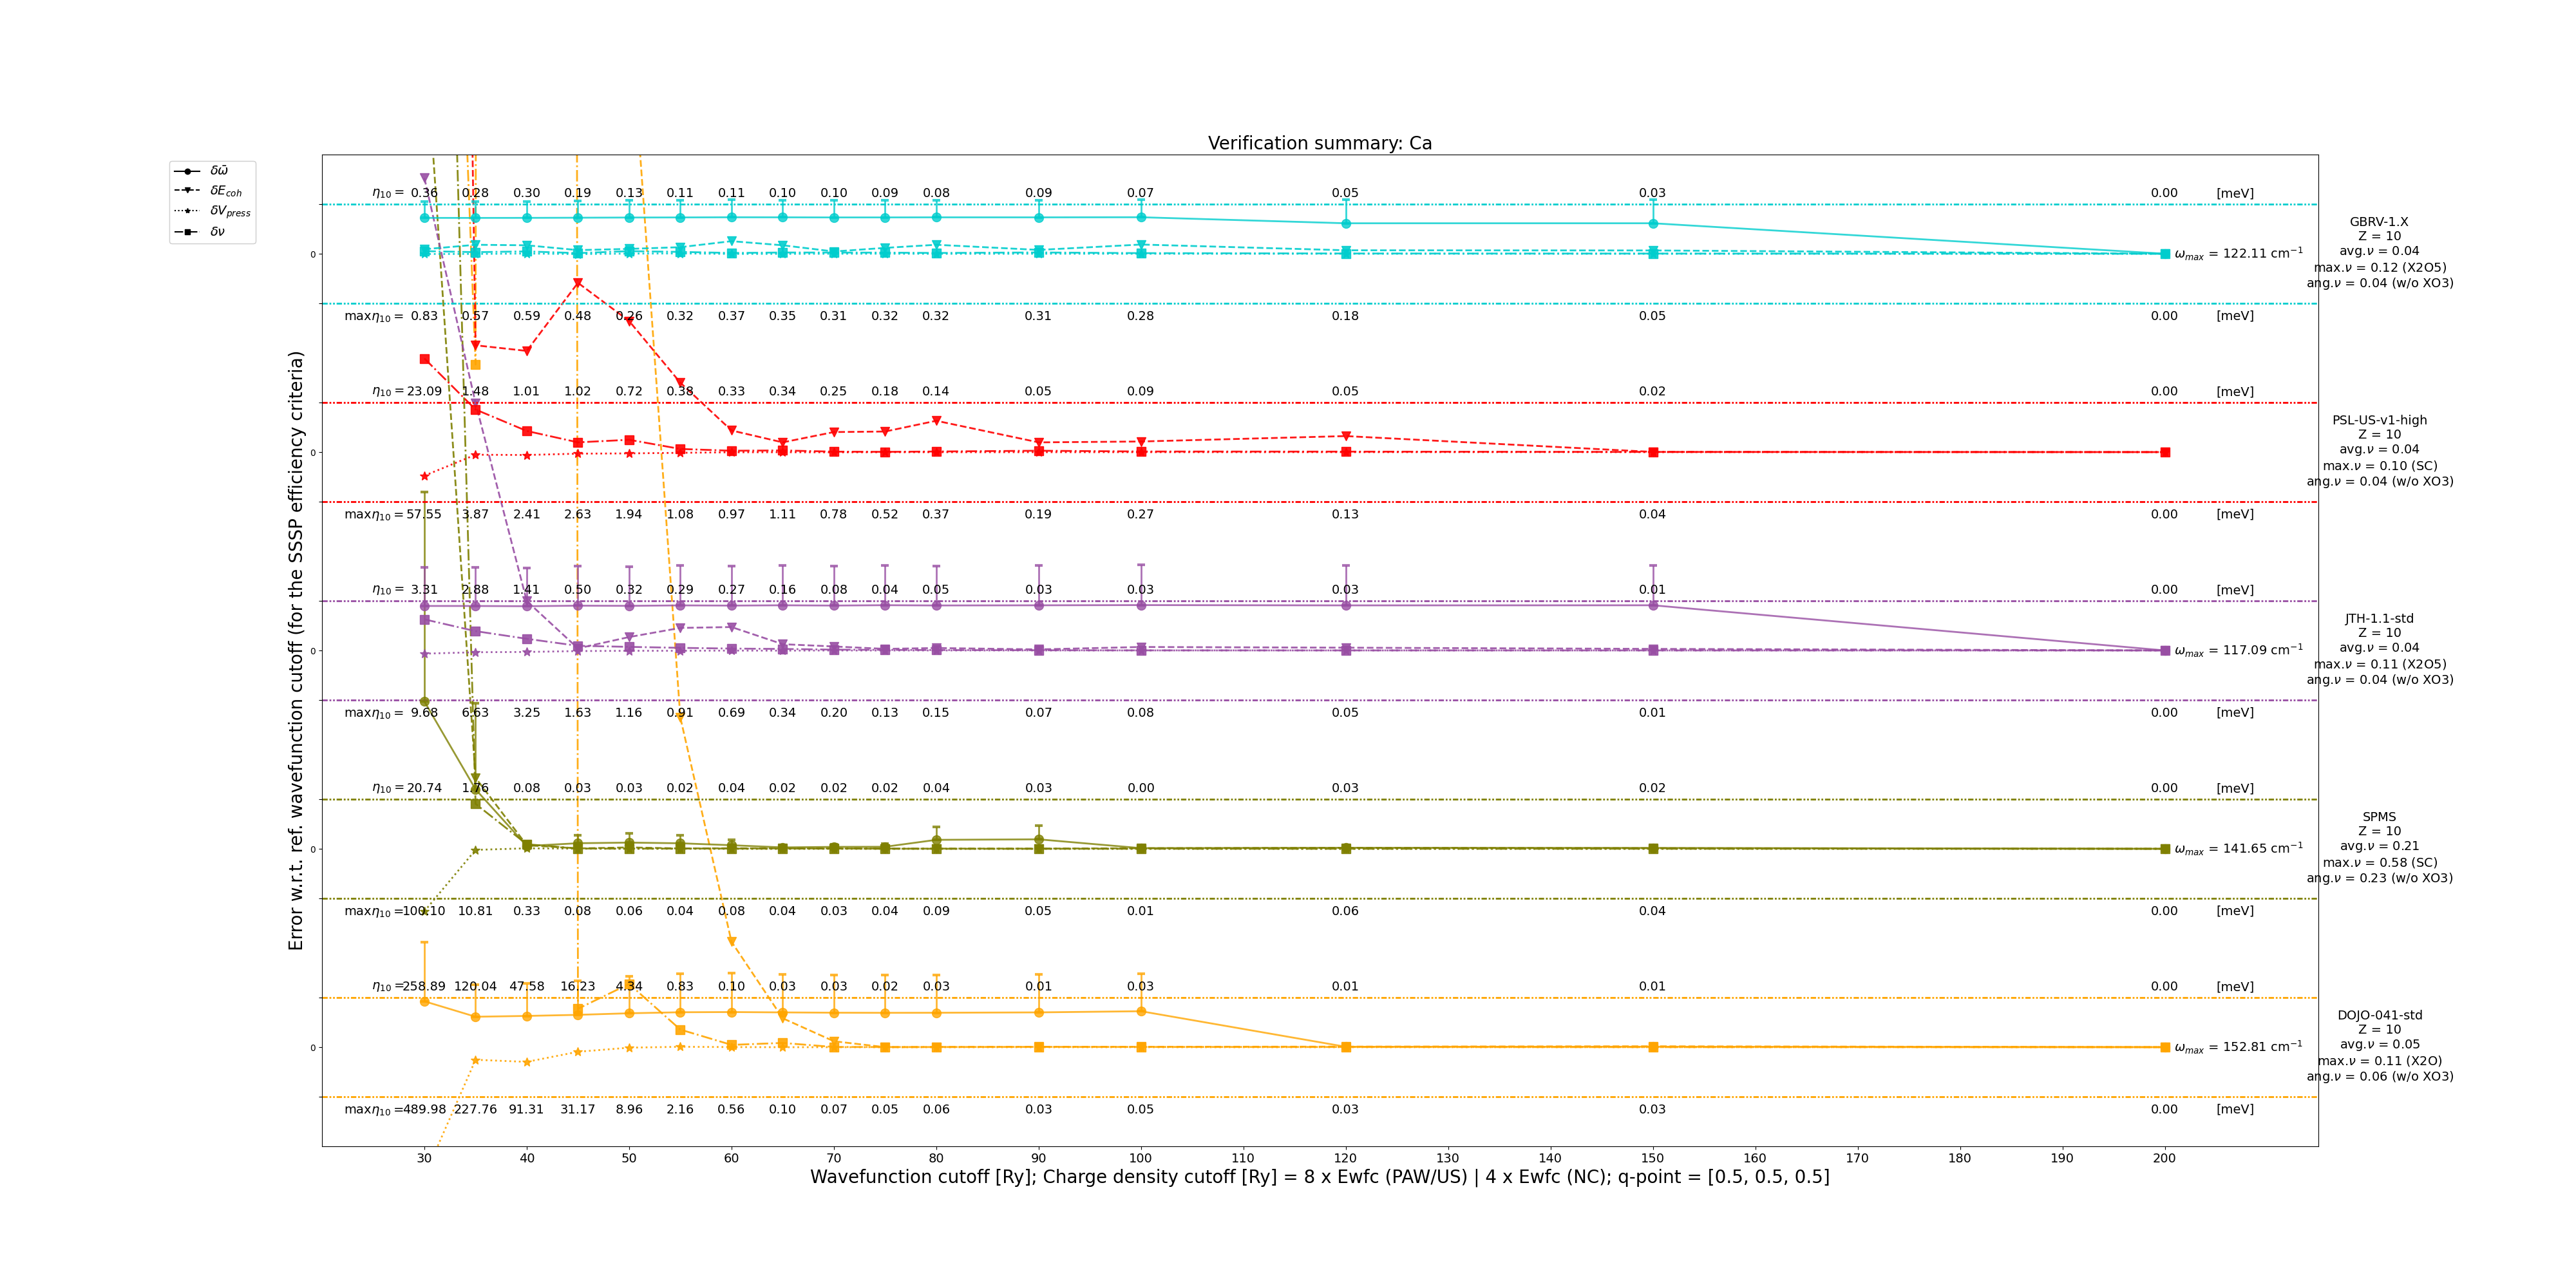 Verification summary: Ca
δω̄
δE_coh
δV_press
δν
Error w.r.t. ref. wavefunction cutoff (for the SSSP efficiency criteria)
η₁₀ = 0.36 0.28 0.30 0.19 0.13 0.11 0.11 0.10 0.10 0.09 0.08 0.09 0.07 0.05 0.03 0.00 [meV]
0
ω_max = 122.11 cm⁻¹
maxη₁₀ = 0.83 0.57 0.59 0.48 0.26 0.32 0.37 0.35 0.31 0.32 0.32 0.31 0.28 0.18 0.05 0.00 [meV]
GBRV-1.X
Z = 10
avg.ν = 0.04
max.ν = 0.12 (X2O5)
ang.ν = 0.04 (w/o XO3)
η₁₀ = 23.09 1.48 1.01 1.02 0.72 0.38 0.33 0.34 0.25 0.18 0.14 0.05 0.09 0.05 0.02 0.00 [meV]
0
maxη₁₀ = 57.55 3.87 2.41 2.63 1.94 1.08 0.97 1.11 0.78 0.52 0.37 0.19 0.27 0.13 0.04 0.00 [meV]
PSL-US-v1-high
Z = 10
avg.ν = 0.04
max.ν = 0.10 (SC)
ang.ν = 0.04 (w/o XO3)
η₁₀ = 3.31 2.88 1.41 0.50 0.32 0.29 0.27 0.16 0.08 0.04 0.05 0.03 0.03 0.03 0.01 0.00 [meV]
0
ω_max = 117.09 cm⁻¹
maxη₁₀ = 9.68 6.63 3.25 1.63 1.16 0.91 0.69 0.34 0.20 0.13 0.15 0.07 0.08 0.05 0.01 0.00 [meV]
JTH-1.1-std
Z = 10
avg.ν = 0.04
max.ν = 0.11 (X2O5)
ang.ν = 0.04 (w/o XO3)
η₁₀ = 20.74 1.76 0.08 0.03 0.03 0.02 0.04 0.02 0.02 0.02 0.04 0.03 0.00 0.03 0.02 0.00 [meV]
0
ω_max = 141.65 cm⁻¹
maxη₁₀ = 100.10 10.81 0.33 0.08 0.06 0.04 0.08 0.04 0.03 0.04 0.09 0.05 0.01 0.06 0.04 0.00 [meV]
SPMS
Z = 10
avg.ν = 0.21
max.ν = 0.58 (SC)
ang.ν = 0.23 (w/o XO3)
η₁₀ = 258.89 120.04 47.58 16.23 4.34 0.83 0.10 0.03 0.03 0.02 0.03 0.01 0.03 0.01 0.01 0.00 [meV]
0
ω_max = 152.81 cm⁻¹
maxη₁₀ = 489.98 227.76 91.31 31.17 8.96 2.16 0.56 0.10 0.07 0.05 0.06 0.03 0.05 0.03 0.03 0.00 [meV]
DOJO-041-std
Z = 10
avg.ν = 0.05
max.ν = 0.11 (X2O)
ang.ν = 0.06 (w/o XO3)
30 40 50 60 70 80 90 100 110 120 130 140 150 160 170 180 190 200
Wavefunction cutoff [Ry]; Charge density cutoff [Ry] = 8 x Ewfc (PAW/US) | 4 x Ewfc (NC); q-point = [0.5, 0.5, 0.5]